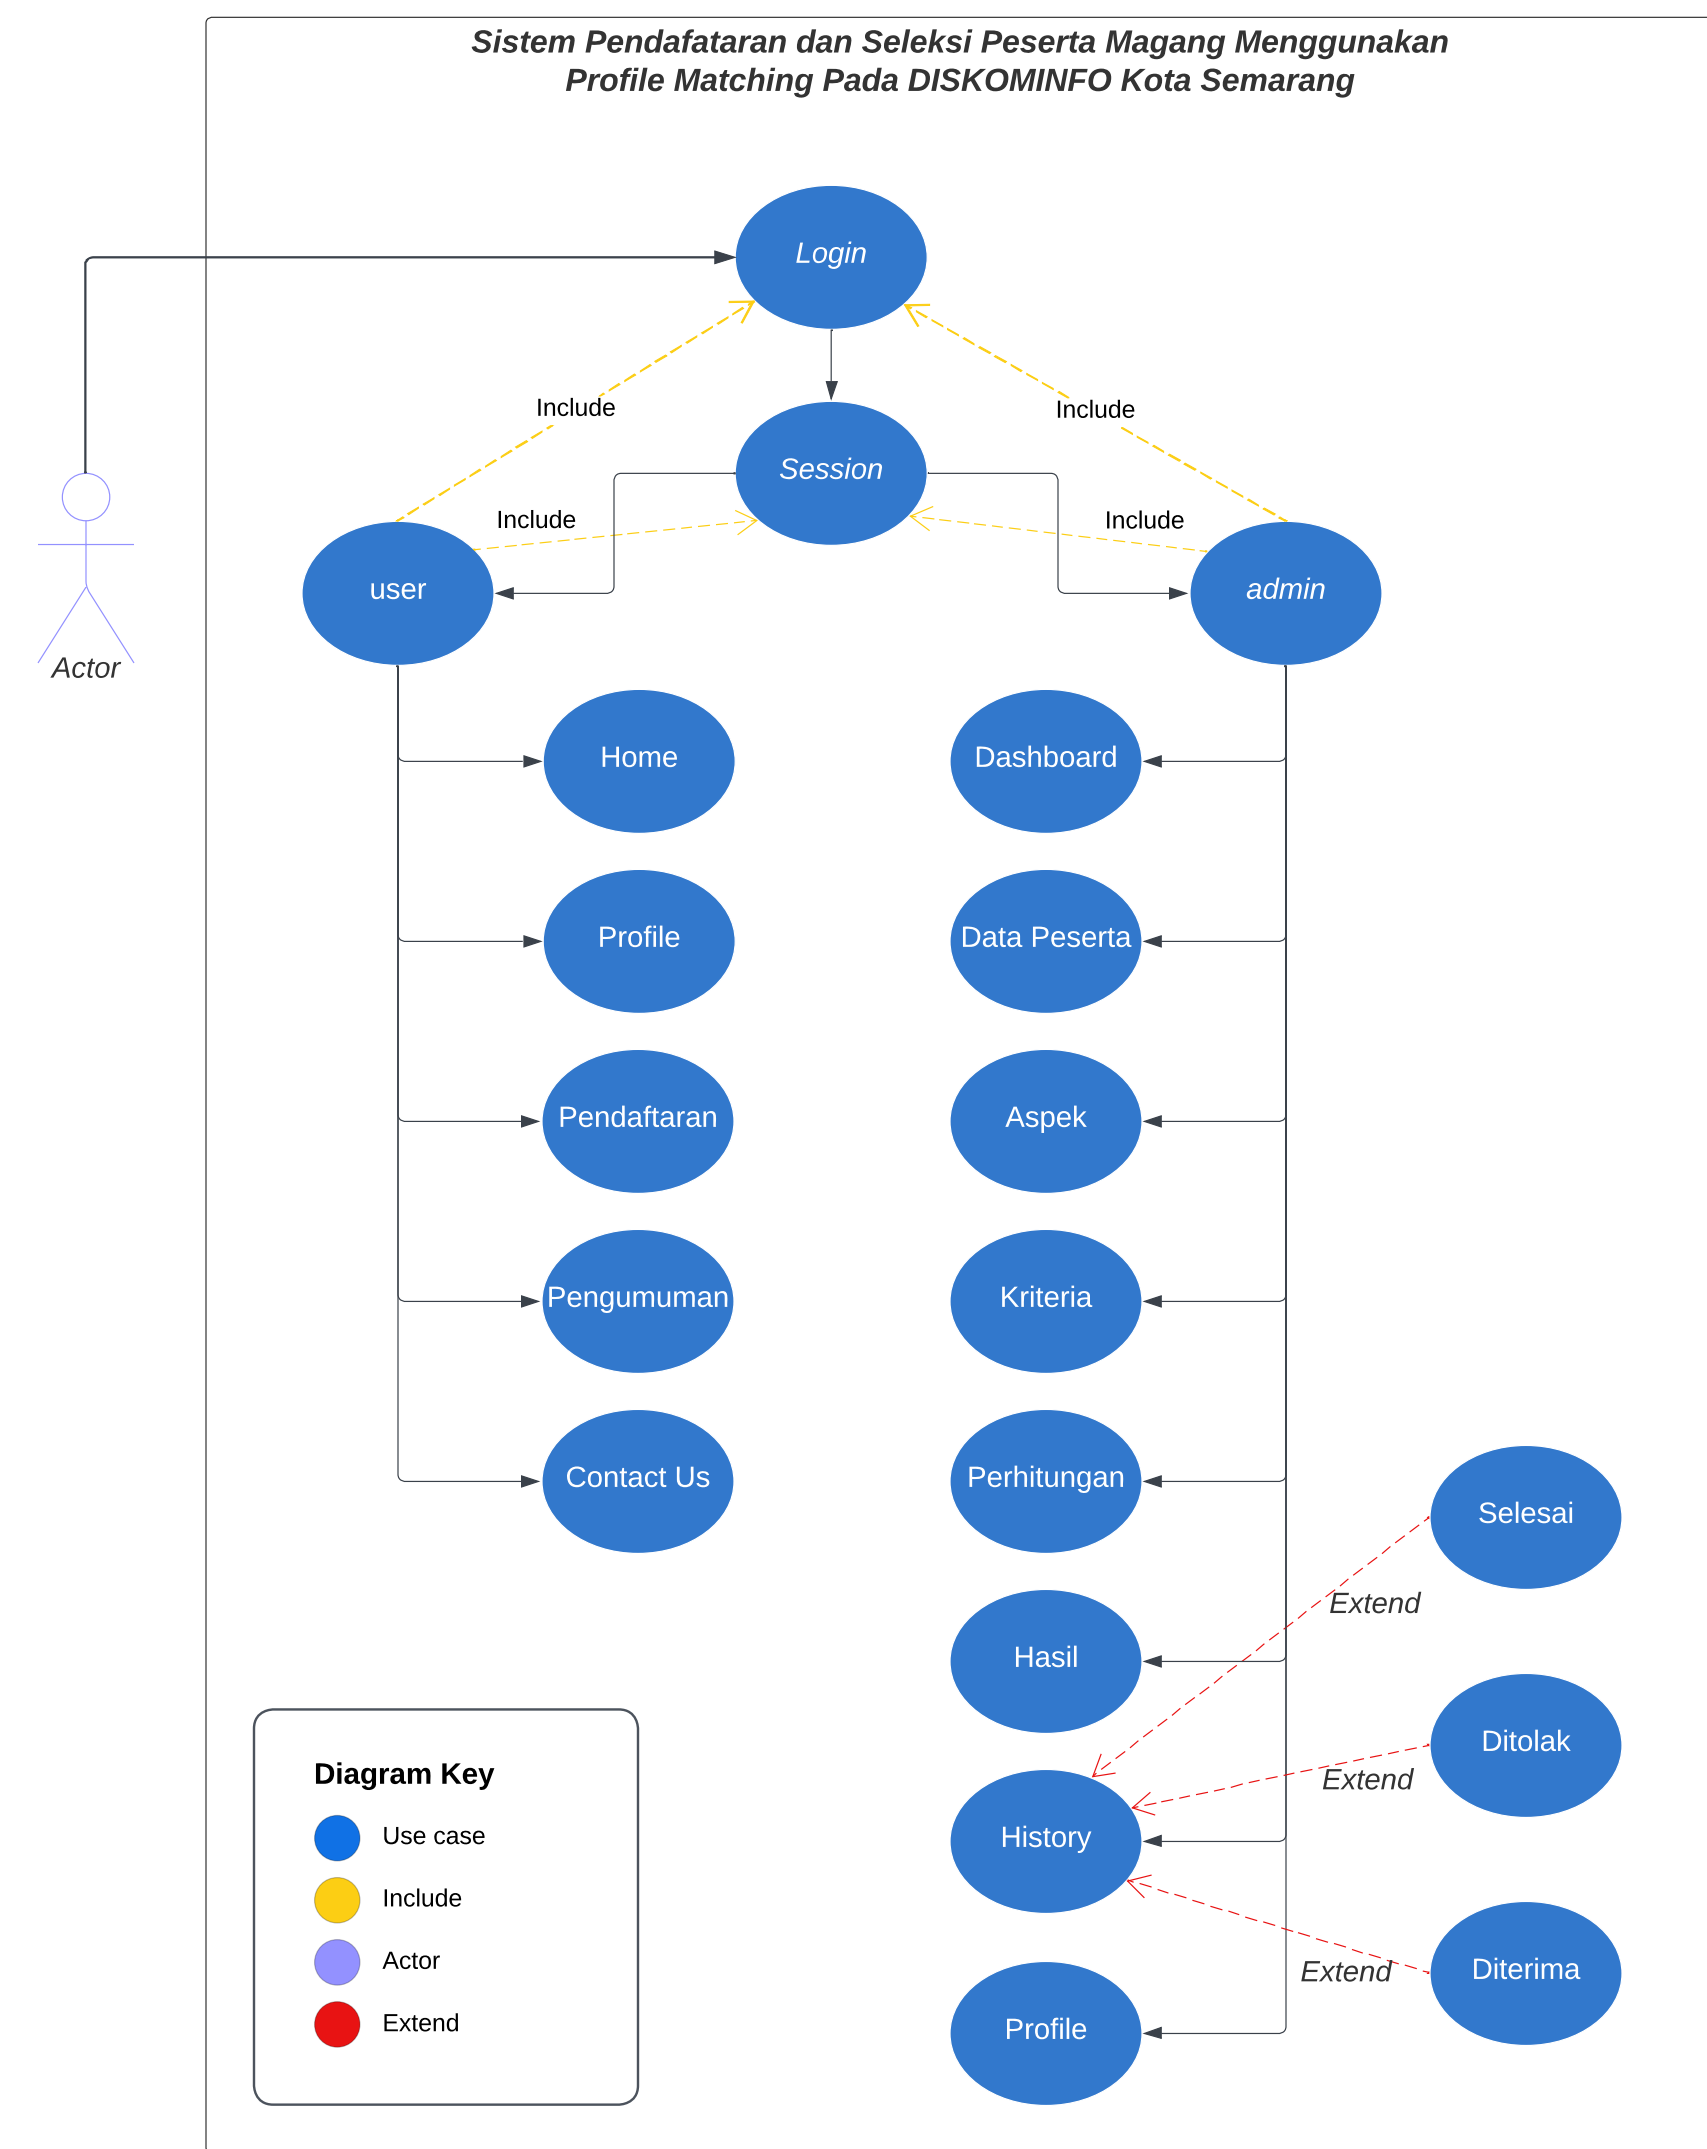 Sistem Pendafataran dan Seleksi Peserta Magang Menggunakan
Profile Matching Pada DISKOMINFO Kota Semarang
Login
Include
Include
Session
Include
Include
user
admin
Actor
Home
Dashboard
Profile
Data Peserta
Pendaftaran
Aspek
Pengumuman
Kriteria
Contact Us
Perhitungan
Selesai
Extend
Hasil
Ditolak
Extend
History
Extend
Diterima
Profile
Diagram Key
Use case
Include
Actor
Extend